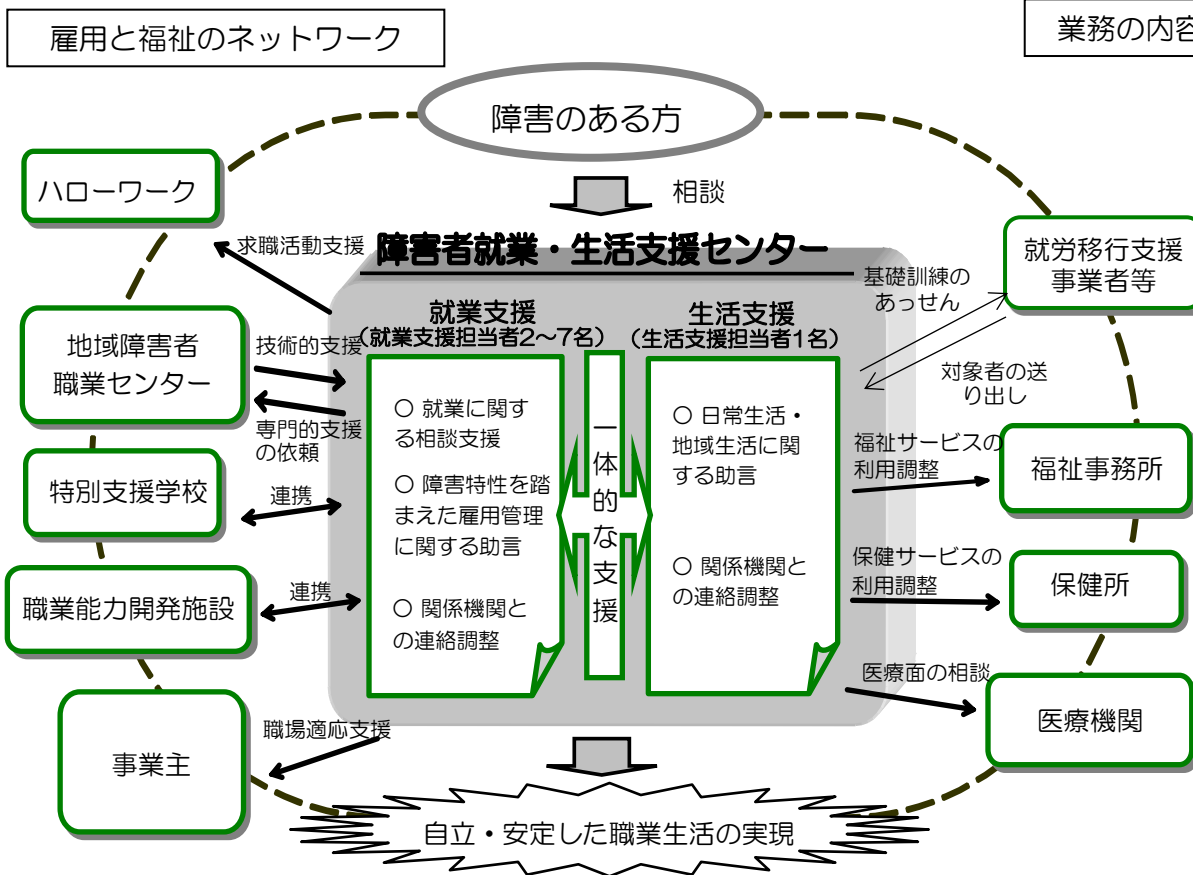 雇用と福祉のネットワーク
業務の内容
障害のある方
相談
ハローワーク
求職活動支援
地域障害者
職業センター
技術的支援
専門的支援
の依頼
特別支援学校
連携
職業能力開発施設
連携
事業主
職場適応支援
障害者就業・生活支援センター
就業支援
（就業支援担当者2～7名）
○ 就業に関す
る相談支援
○ 障害特性を踏
まえた雇用管理
に関する助言
○ 関係機関と
の連絡調整
一体的な支援
生活支援
（生活支援担当者1名）
○ 日常生活・
地域生活に関
する助言
○ 関係機関と
の連絡調整
基礎訓練の
あっせん
就労移行支援
事業者等
対象者の送
り出し
福祉サービスの
利用調整
福祉事務所
保健サービスの
利用調整
保健所
医療面の相談
医療機関
自立・安定した職業生活の実現